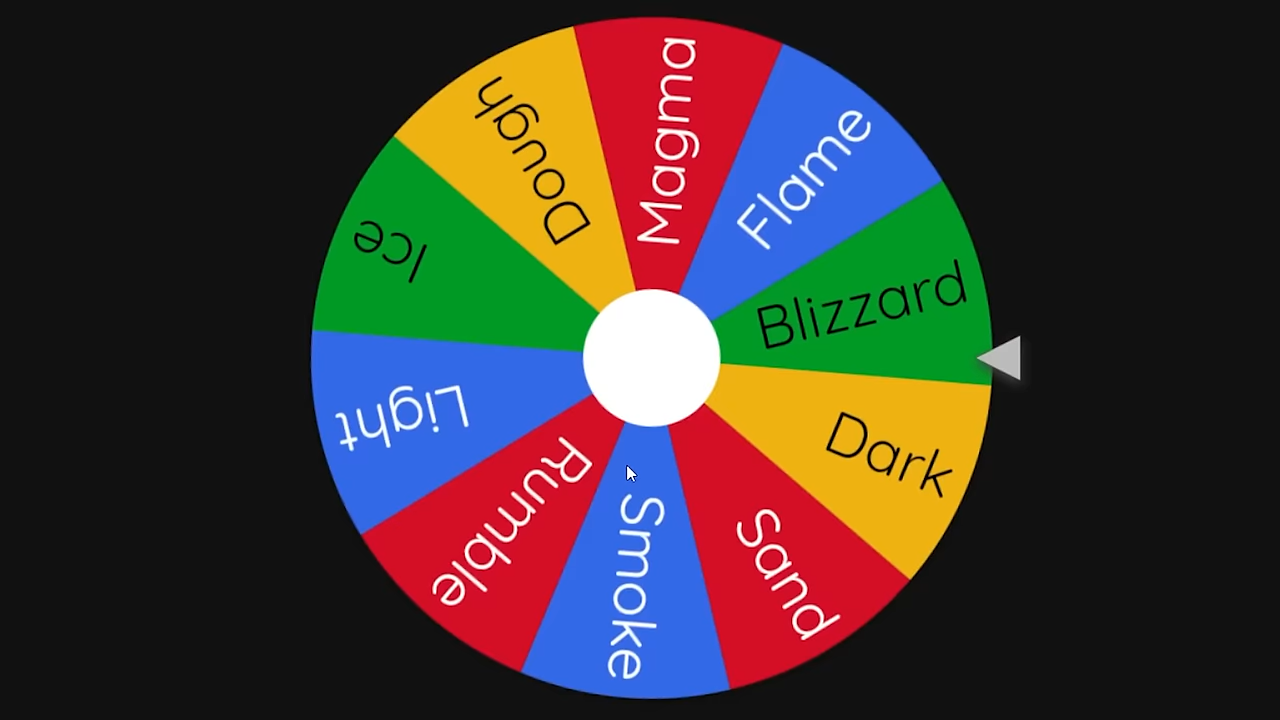 Magma
Flame
Blizzard
Dark
Sand
Smoke
Rumble
Light
Ice
Dough